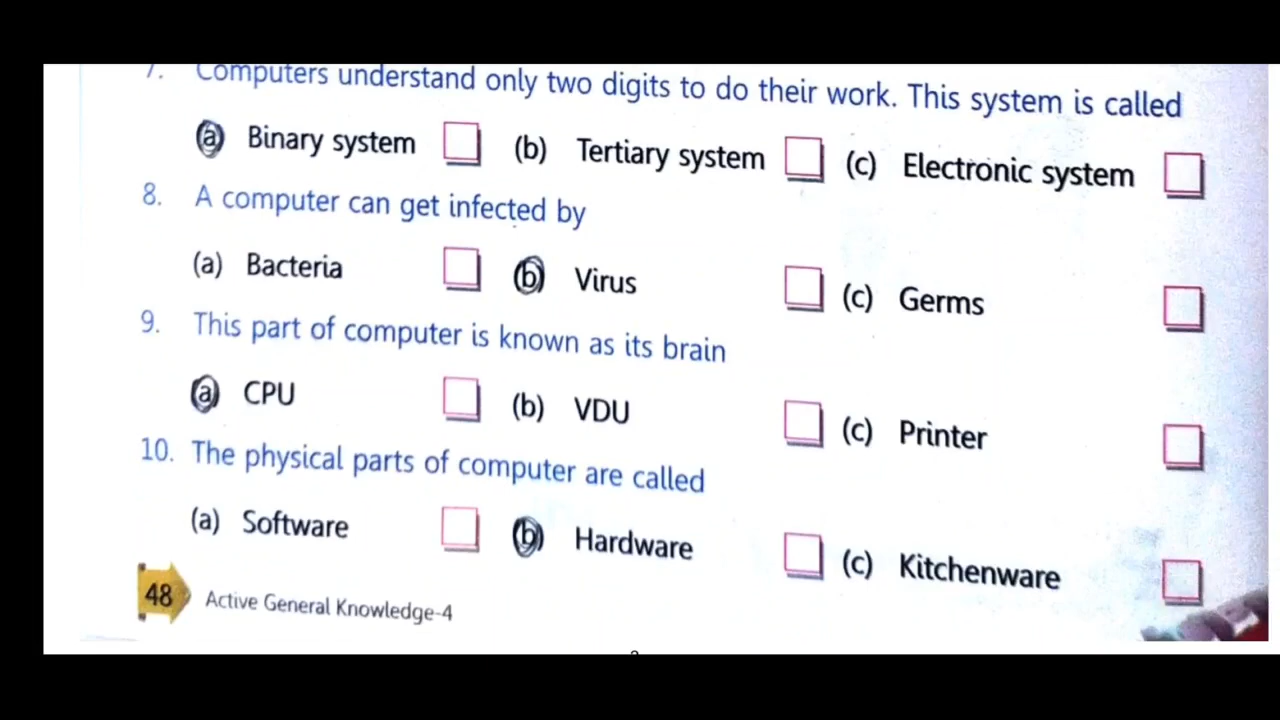 7. Computers understand only two digits to do their work. This system is called
(a) Binary system (b) Tertiary system (c) Electronic system
8. A computer can get infected by
(a) Bacteria (b) Virus (c) Germs
9. This part of computer is known as its brain
(a) CPU (b) VDU (c) Printer
10. The physical parts of computer are called
(a) Software (b) Hardware (c) Kitchenware
48 Active General Knowledge-4